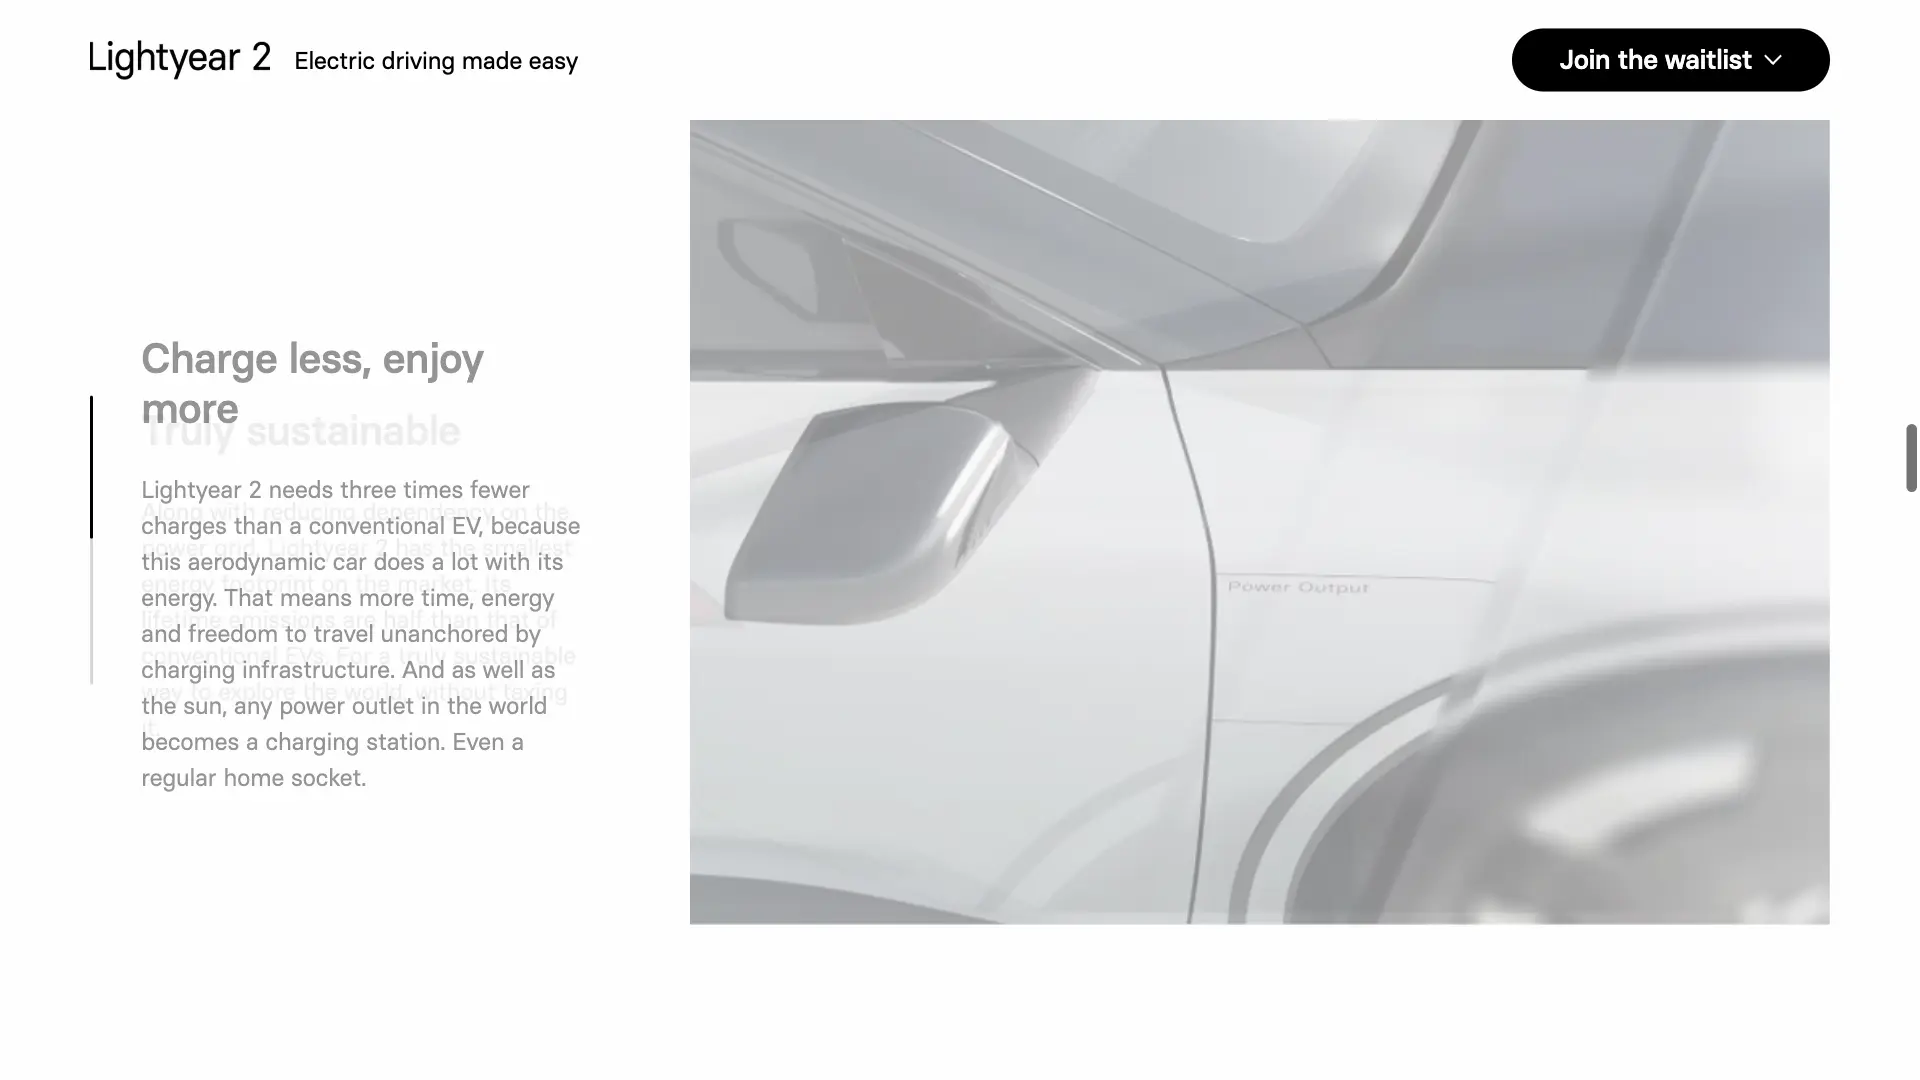 Lightyear 2 Electric driving made easy
Join the waitlist
Charge less, enjoy
more
Truly sustainable
Lightyear 2 needs three times fewer
charges than a conventional EV, because
this aerodynamic car does a lot with its
energy. That means more time, energy
and freedom to travel unanchored by
charging infrastructure. And as well as
the sun, any power outlet in the world
becomes a charging station. Even a
regular home socket.
Along with reducing dependency on the
power grid, Lightyear 2 has the smallest
energy footprint on the market. Its
lifetime emissions are half than that of
conventional EVs. For a truly sustainable
way to explore the world, without taxing
it.
Power Output